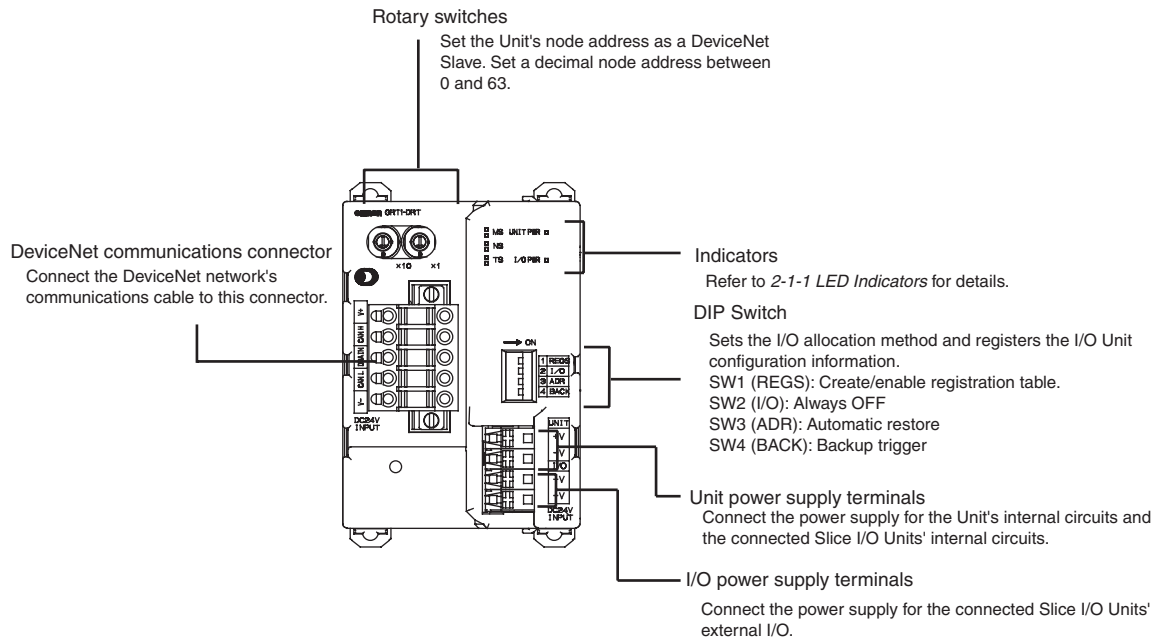 Rotary switches
Set the Unit's node address as a DeviceNet
Slave. Set a decimal node address between
0 and 63.
OMRON GRT1-DRT
MS UNIT PWR
NS
TS I/O PWR
×10 ×1
DeviceNet communications connector
Connect the DeviceNet network's
communications cable to this connector.
V+
CAN H
DRAIN
CAN L
V-
DC24V
INPUT
Indicators
Refer to 2-1-1 LED Indicators for details.
DIP Switch
Sets the I/O allocation method and registers the I/O Unit
configuration information.
SW1 (REGS): Create/enable registration table.
SW2 (I/O): Always OFF
SW3 (ADR): Automatic restore
SW4 (BACK): Backup trigger
ON
1 REGS
2 I/O
3 ADR
4 BACK
UNIT
+V
-V
I/O
+V
-V
DC24V
INPUT
Unit power supply terminals
Connect the power supply for the Unit's internal circuits and
the connected Slice I/O Units' internal circuits.
I/O power supply terminals
Connect the power supply for the connected Slice I/O Units'
external I/O.